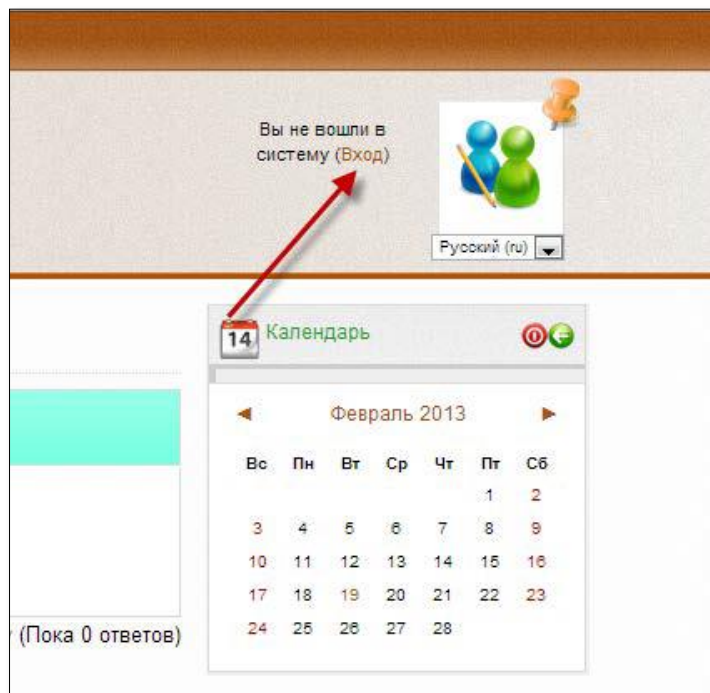 Вы не вошли в
систему (Вход)
Русский (ru)
14
Календарь
Февраль 2013
Вс Пн Вт Ср Чт Пт Сб
1 2
3 4 5 6 7 8 9
10 11 12 13 14 15 16
17 18 19 20 21 22 23
24 25 26 27 28
(Пока 0 ответов)